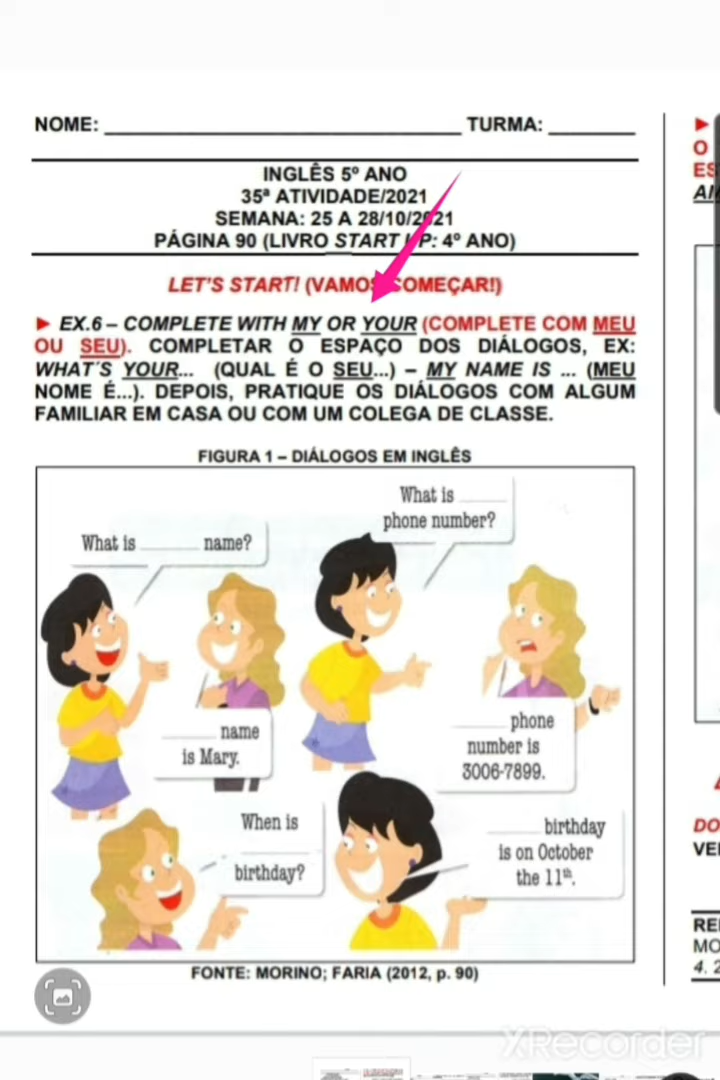 NOME: TURMA:
INGLÊS 5º ANO
35ª ATIVIDADE/2021
SEMANA: 25 A 28/10/2021
PÁGINA 90 (LIVRO START UP: 4º ANO)
LET'S START! (VAMOS COMEÇAR!)
► EX.6 – COMPLETE WITH MY OR YOUR (COMPLETE COM MEU
OU SEU). COMPLETAR O ESPAÇO DOS DIÁLOGOS, EX:
WHAT´S YOUR... (QUAL É O SEU...) – MY NAME IS ... (MEU
NOME É...). DEPOIS, PRATIQUE OS DIÁLOGOS COM ALGUM
FAMILIAR EM CASA OU COM UM COLEGA DE CLASSE.
FIGURA 1 – DIÁLOGOS EM INGLÊS
What is ______ name?
What is ______
phone number?
______ name
is Mary.
______ phone
number is
3006-7899.
When is
______
birthday?
______ birthday
is on October
the 11th.
FONTE: MORINO; FARIA (2012, p. 90)
O
DO
4. 2
XRecorder